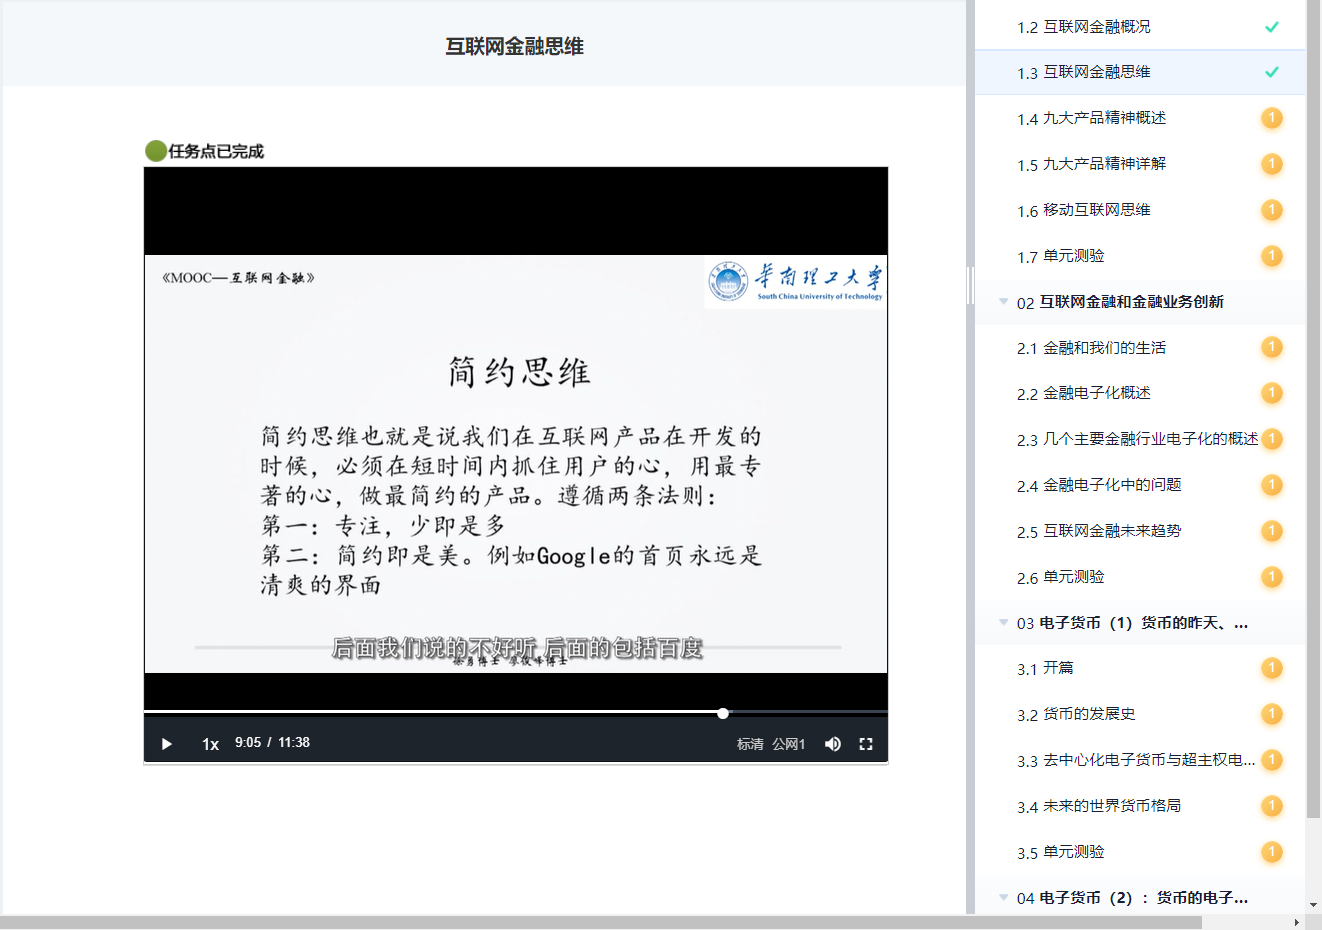 互联网金融思维
任务点已完成
《MOOC—互联网金融》
华南理工大学
South China University of Technology
简约思维
简约思维也就是说我们在互联网产品在开发的
时候，必须在短时间内抓住用户的心，用最专
著的心，做最简约的产品。遵循两条法则：
第一：专注，少即是多
第二：简约即是美。例如Google的首页永远是
清爽的界面
后面我们说的不好听 后面的包括百度
1x 9:05 / 11:38 标清 公网1
1.2 互联网金融概况
1.3 互联网金融思维
1.4 九大产品精神概述 1
1.5 九大产品精神详解 1
1.6 移动互联网思维 1
1.7 单元测验 1
02 互联网金融和金融业务创新
2.1 金融和我们的生活 1
2.2 金融电子化概述 1
2.3 几个主要金融行业电子化的概述 1
2.4 金融电子化中的问题 1
2.5 互联网金融未来趋势 1
2.6 单元测验 1
03 电子货币（1）货币的昨天、...
3.1 开篇 1
3.2 货币的发展史 1
3.3 去中心化电子货币与超主权电... 1
3.4 未来的世界货币格局 1
3.5 单元测验 1
04 电子货币（2）：货币的电子...